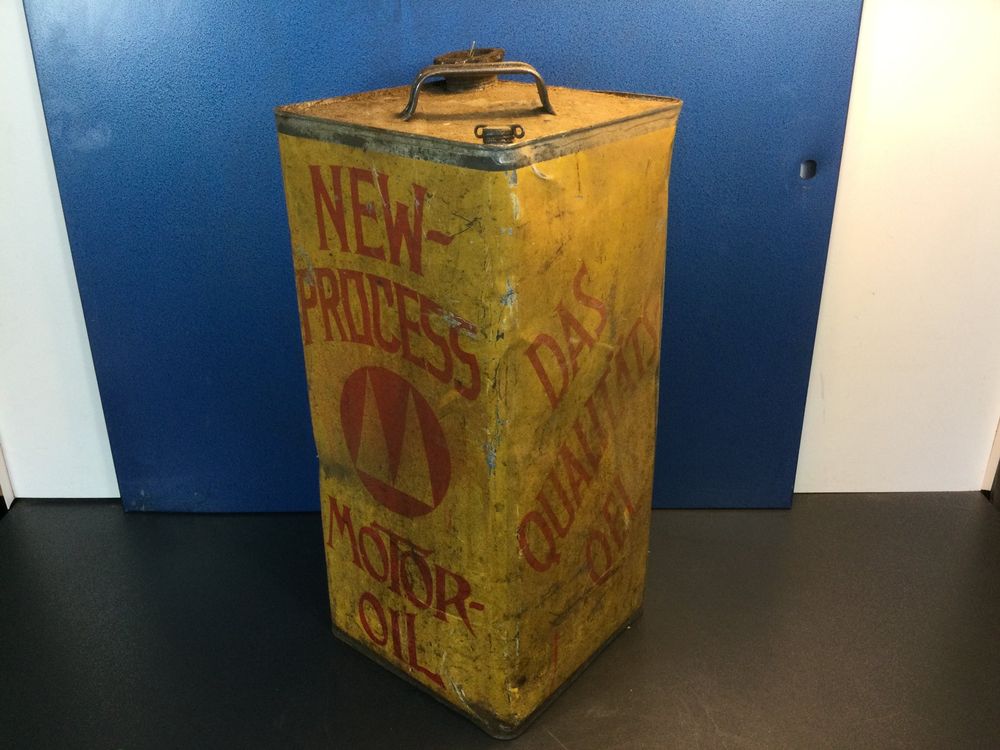 NEW-
PROCESS
MOTOR-
OIL
DAS
QUALITÄTS
OEL